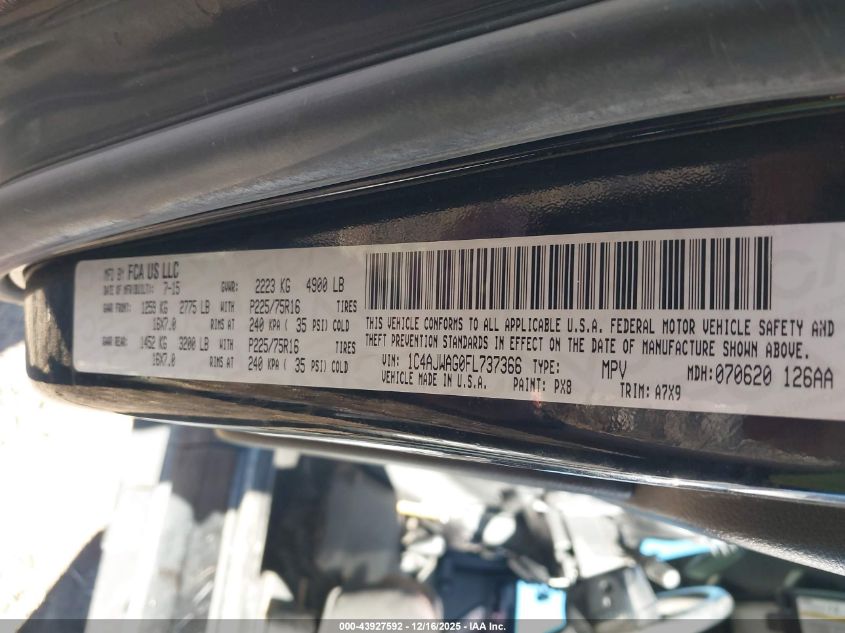 MFD BY FCA US LLC
DATE OF MFR(BUILT): 7-15 GVWR: 2223 KG 4900 LB
GAWR FRONT: 1259 KG 2775 LB WITH P225/75R16 TIRES
16X7.0 RIMS AT 240 KPA ( 35 PSI) COLD
GAWR REAR: 1452 KG 3200 LB WITH P225/75R16 TIRES
16X7.0 RIMS AT 240 KPA ( 35 PSI) COLD
THIS VEHICLE CONFORMS TO ALL APPLICABLE U.S.A. FEDERAL MOTOR VEHICLE SAFETY AND
THEFT PREVENTION STANDARDS IN EFFECT ON THE DATE OF MANUFACTURE SHOWN ABOVE.
VIN: 1C4AJWAG0FL737366 TYPE: MPV MDH: 070620 126AA
VEHICLE MADE IN U.S.A. PAINT: PX8 TRIM: A7X9
000-43927592 - 12/16/2025 - IAA Inc.